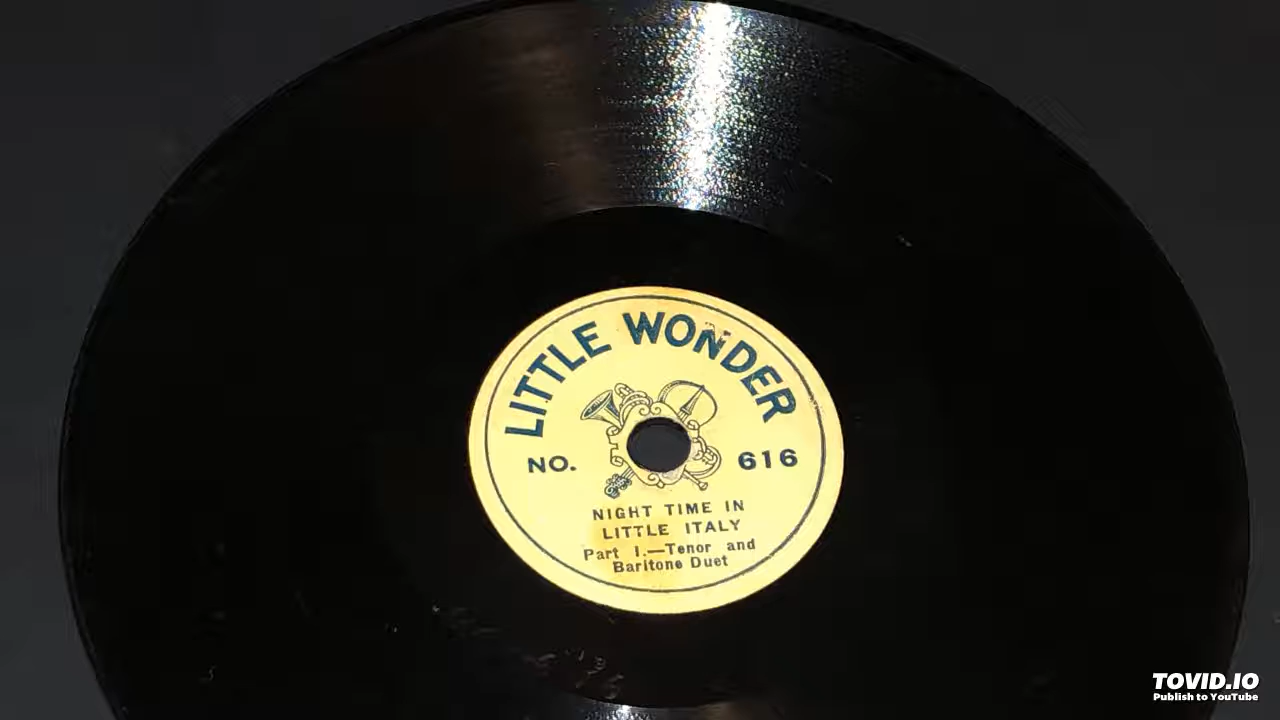 LITTLE WONDER
NO. 616
NIGHT TIME IN
LITTLE ITALY
Part I.—Tenor and
Baritone Duet
TOVID.IO
Publish to YouTube